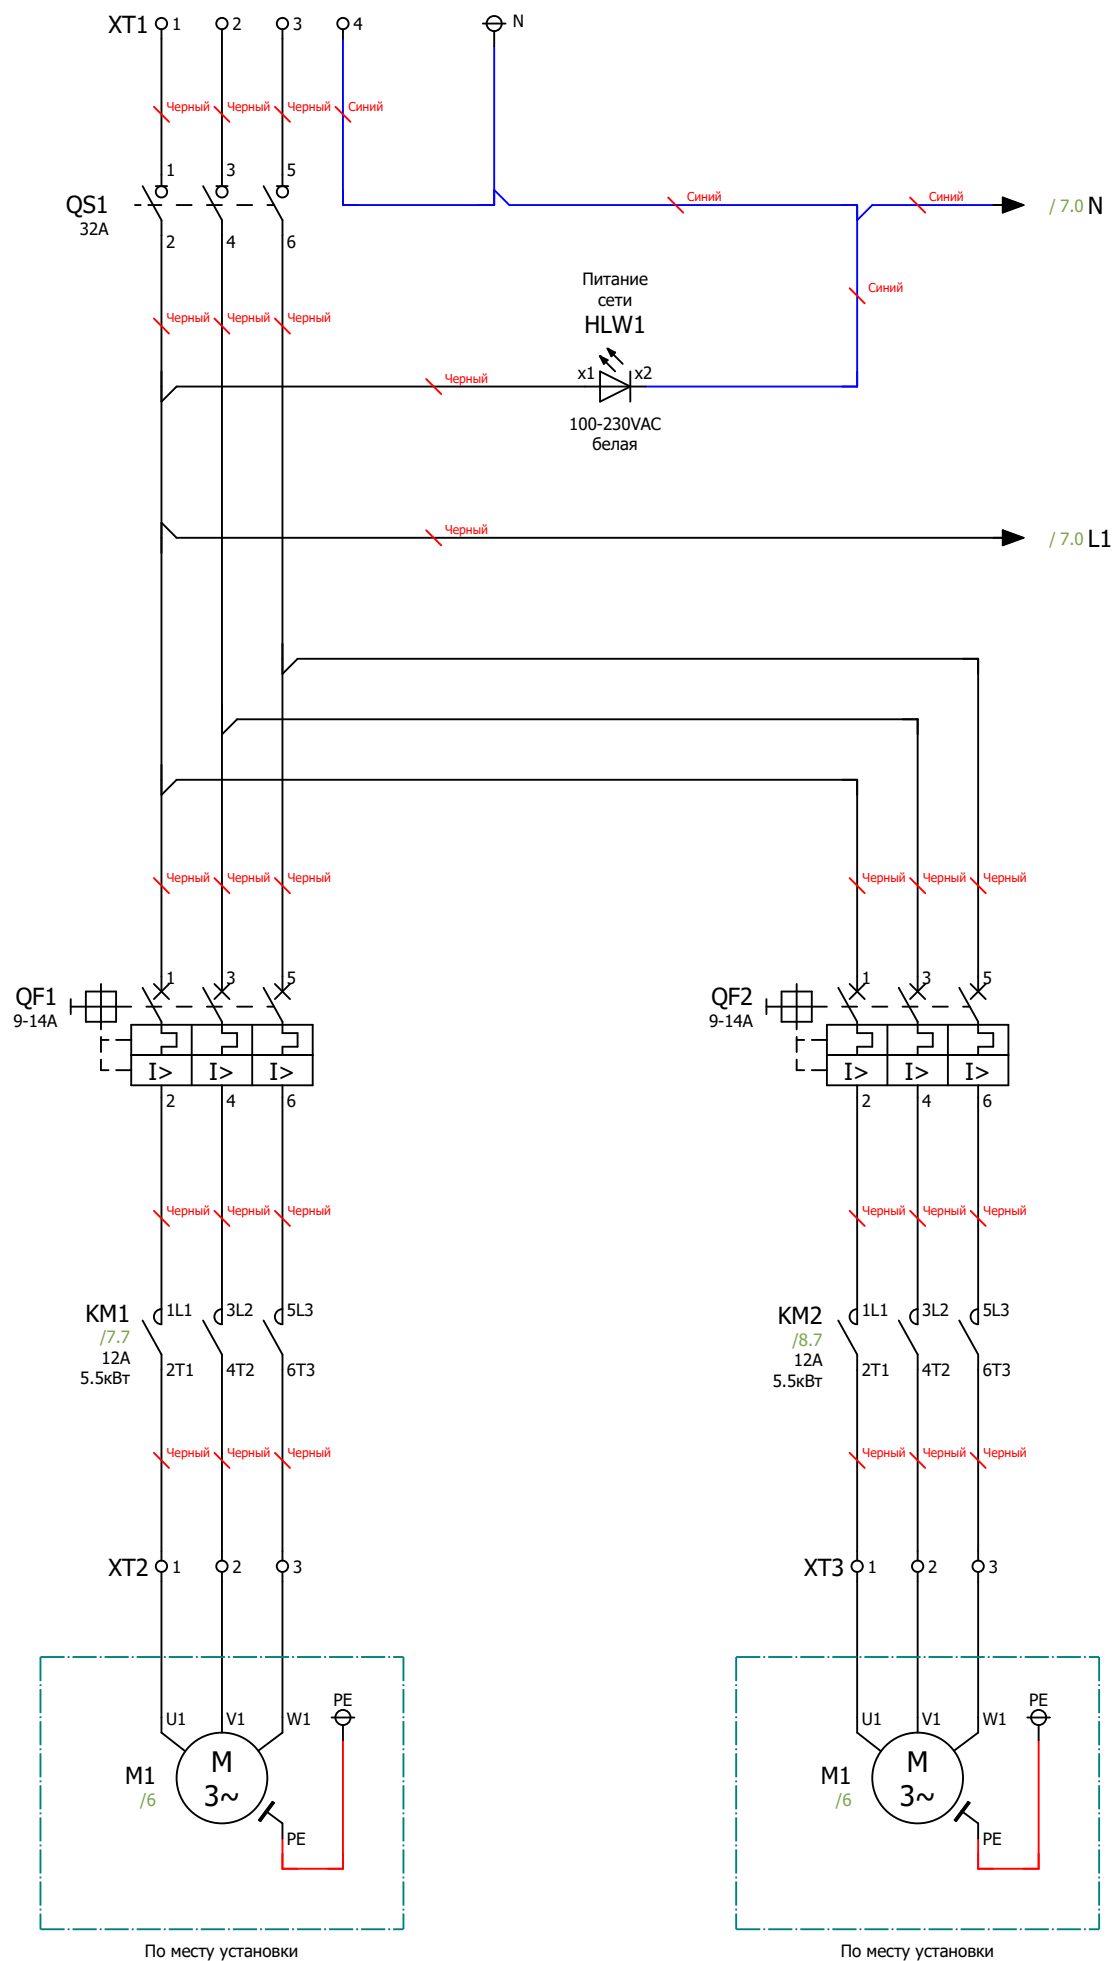 XT1 1 2 3 4 N
Черный Черный Черный Синий
1 3 5
QS1
32А
2 4 6
Синий Синий
/ 7.0 N
Питание
сети
HLW1
Синий
Черный Черный Черный
x1 x2
Черный
100-230VAC
белая
Черный
/ 7.0 L1
Черный Черный Черный Черный Черный Черный
1 3 5 1 3 5
QF1 QF2
9-14А 9-14А
I> I> I> I> I> I>
2 4 6 2 4 6
Черный Черный Черный Черный Черный Черный
KM1 1L1 3L2 5L3 KM2 1L1 3L2 5L3
/7.7 /8.7
12А 12А
5.5кВт 2T1 4T2 6T3 5.5кВт 2T1 4T2 6T3
Черный Черный Черный Черный Черный Черный
XT2 1 2 3 XT3 1 2 3
PE PE
U1 V1 W1 U1 V1 W1
M M
M1 M1
3~ 3~
/6 /6
PE PE
По месту установки По месту установки